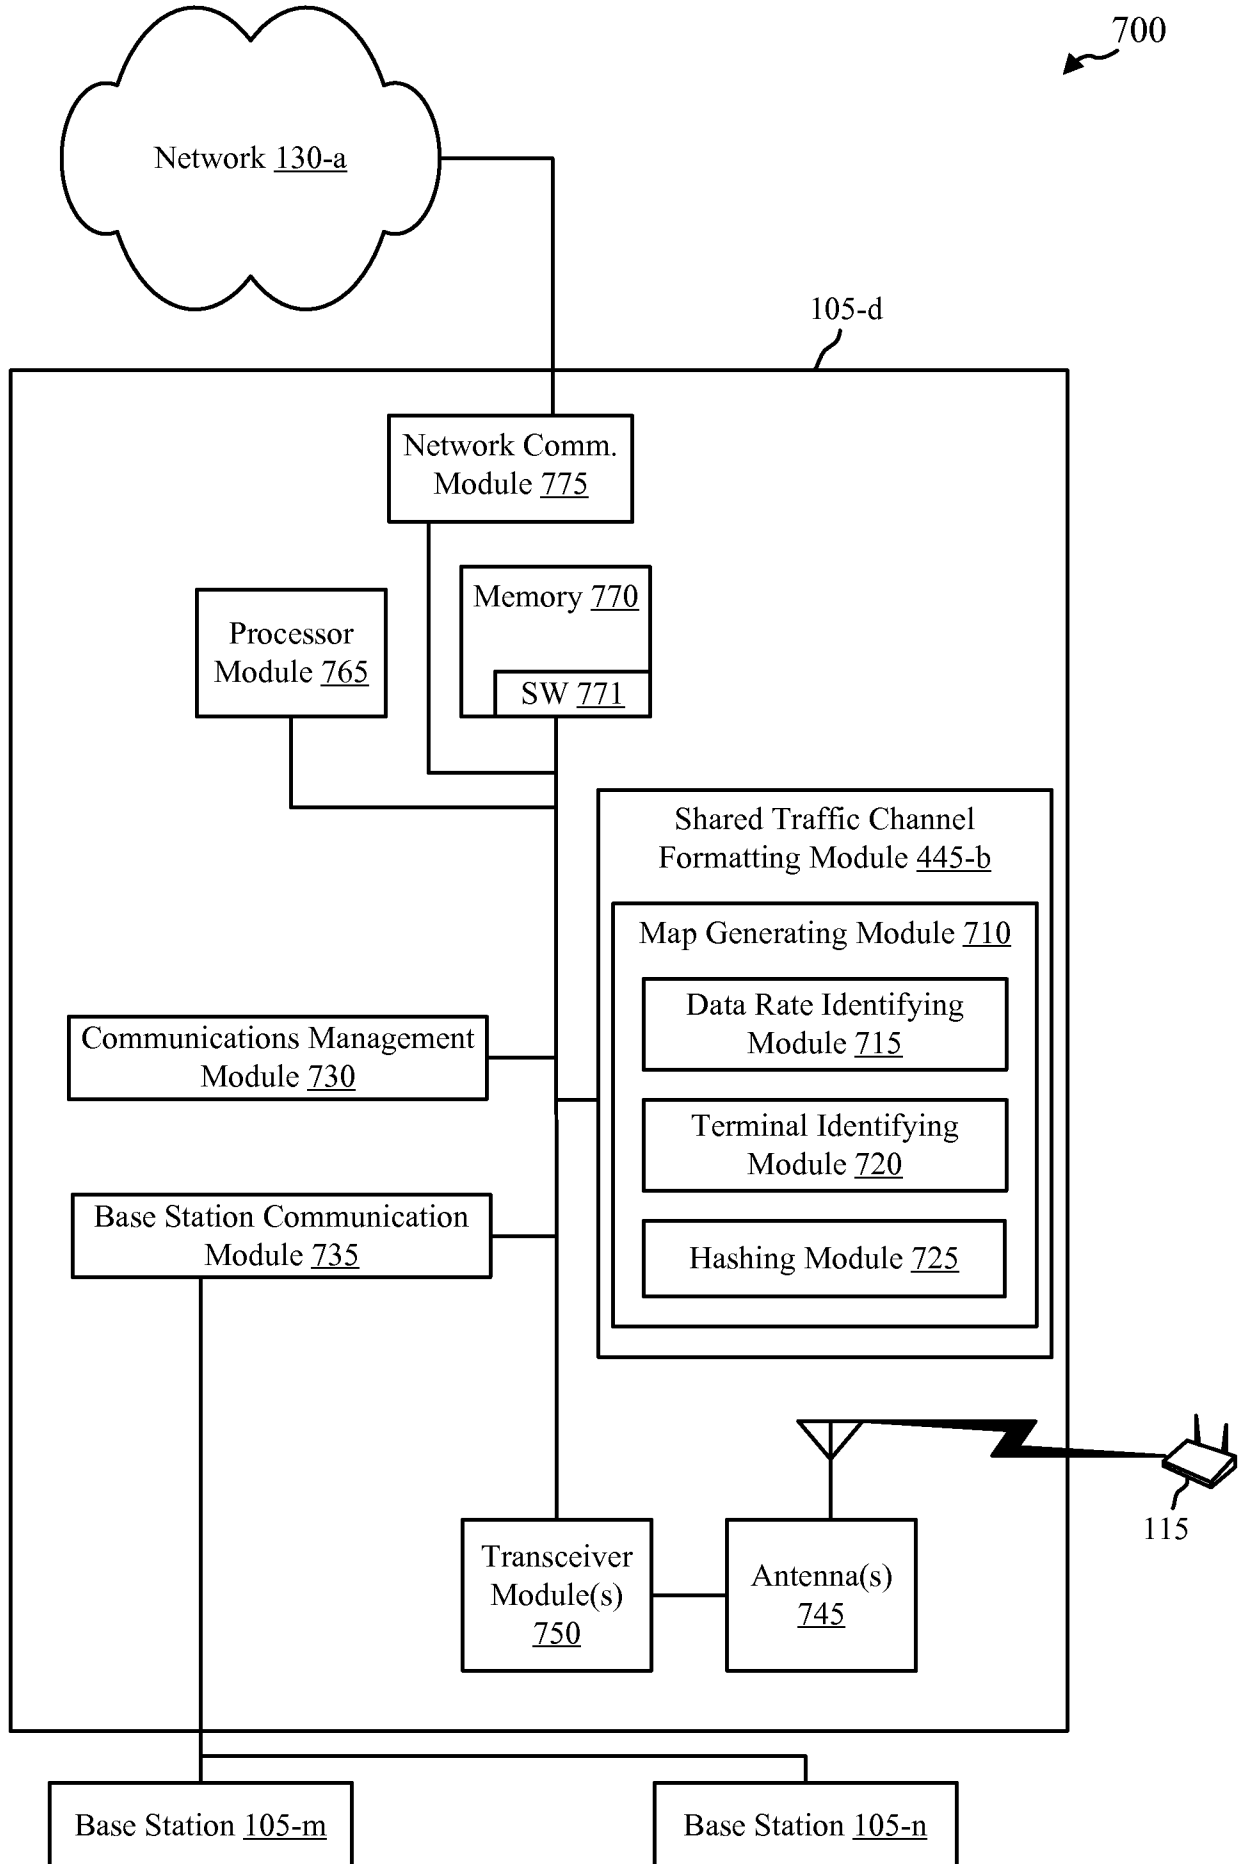 700
Network 130-a
105-d
Network Comm.
Module 775
Memory 770
SW 771
Processor
Module 765
Shared Traffic Channel
Formatting Module 445-b
Map Generating Module 710
Data Rate Identifying
Module 715
Communications Management
Module 730
Terminal Identifying
Module 720
Base Station Communication
Module 735
Hashing Module 725
115
Transceiver
Module(s)
750
Antenna(s)
745
Base Station 105-m
Base Station 105-n